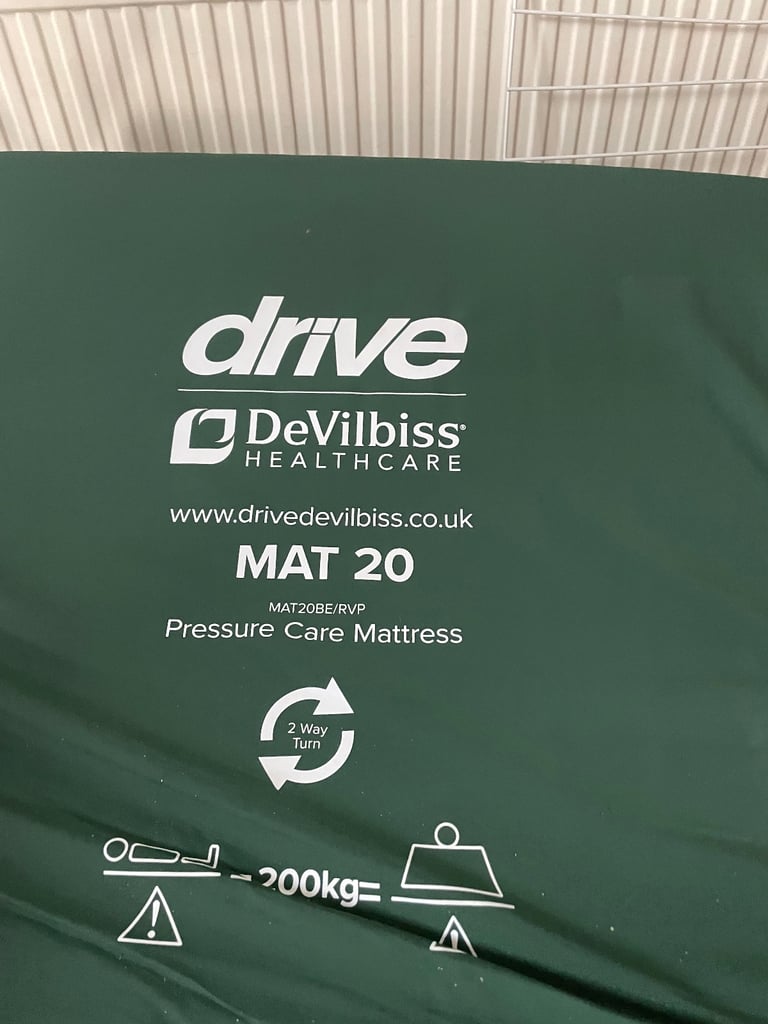 drive
DeVilbiss®
HEALTHCARE
www.drivedevilbiss.co.uk
MAT 20
MAT20BE/RVP
Pressure Care Mattress
2 Way
Turn
= 200kg=